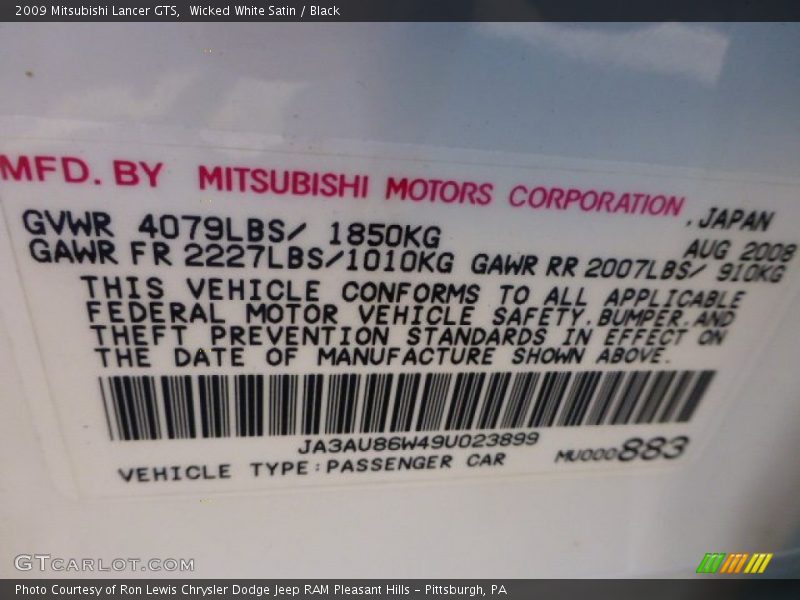 2009 Mitsubishi Lancer GTS, Wicked White Satin / Black
MFD. BY MITSUBISHI MOTORS CORPORATION, JAPAN
GVWR 4079LBS/ 1850KG AUG 2008
GAWR FR 2227LBS/1010KG GAWR RR 2007LBS/ 910KG
THIS VEHICLE CONFORMS TO ALL APPLICABLE
FEDERAL MOTOR VEHICLE SAFETY, BUMPER, AND
THEFT PREVENTION STANDARDS IN EFFECT ON
THE DATE OF MANUFACTURE SHOWN ABOVE.
JA3AU86W49U023899
VEHICLE TYPE:PASSENGER CAR MU000883
GTCARLOT.COM
Photo Courtesy of Ron Lewis Chrysler Dodge Jeep RAM Pleasant Hills - Pittsburgh, PA